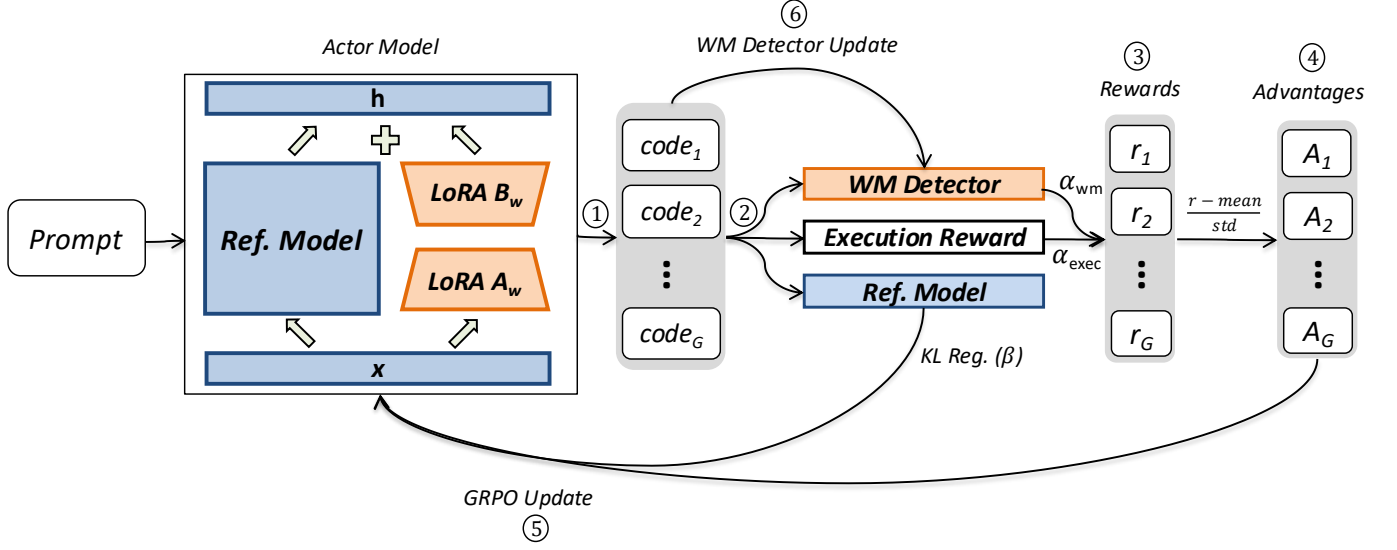 ⑥
WM Detector Update
Actor Model
③
Rewards
④
Advantages
h
LoRA B_w
Ref. Model
LoRA A_w
x
Prompt
①
code_1
code_2
⋮
code_G
②
WM Detector
Execution Reward
Ref. Model
α_wm
α_exec
KL Reg. (β)
r_1
r_2
⋮
r_G
r − mean
std
A_1
A_2
⋮
A_G
GRPO Update
⑤